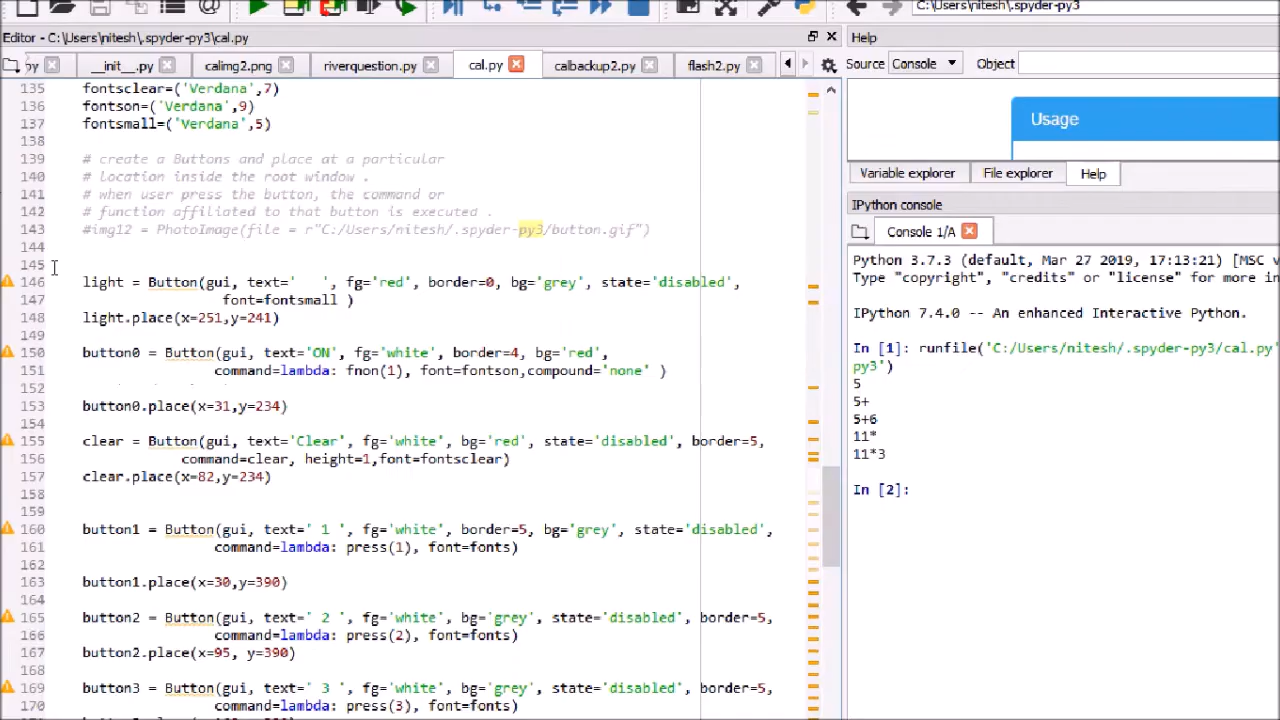 C:\Users\nitesh\.spyder-py3
Editor - C:\Users\nitesh\.spyder-py3\cal.py
Help
py
__init__.py
calimg2.png
riverquestion.py
cal.py
calbackup2.py
flash2.py
Source Console Object
135 fontsclear=('Verdana',7)
136 fontson=('Verdana',9)
137 fontsmall=('Verdana',5)
138
139 # create a Buttons and place at a particular
140 # location inside the root window .
141 # when user press the button, the command or
142 # function affiliated to that button is executed .
143 #img12 = PhotoImage(file = r"C:/Users/nitesh/.spyder-py3/button.gif")
144
145
146 light = Button(gui, text='   ', fg='red', border=0, bg='grey', state='disabled',
147 font=fontsmall )
148 light.place(x=251,y=241)
149
150 button0 = Button(gui, text='ON', fg='white', border=4, bg='red',
151 command=lambda: fnon(1), font=fontson,compound='none' )
152
153 button0.place(x=31,y=234)
154
155 clear = Button(gui, text='Clear', fg='white', bg='red', state='disabled', border=5,
156 command=clear, height=1,font=fontsclear)
157 clear.place(x=82,y=234)
158
159
160 button1 = Button(gui, text=' 1 ', fg='white', border=5, bg='grey', state='disabled',
161 command=lambda: press(1), font=fonts)
162
163 button1.place(x=30,y=390)
164
165 button2 = Button(gui, text=' 2 ', fg='white', bg='grey', state='disabled', border=5,
166 command=lambda: press(2), font=fonts)
167 button2.place(x=95, y=390)
168
169 button3 = Button(gui, text=' 3 ', fg='white', bg='grey', state='disabled', border=5,
170 command=lambda: press(3), font=fonts)
Usage
Variable explorer
File explorer
Help
IPython console
Console 1/A
Python 3.7.3 (default, Mar 27 2019, 17:13:21) [MSC v
Type "copyright", "credits" or "license" for more in
IPython 7.4.0 -- An enhanced Interactive Python.
In [1]: runfile('C:/Users/nitesh/.spyder-py3/cal.py'
py3')
5
5+
5+6
11*
11*3
In [2]: